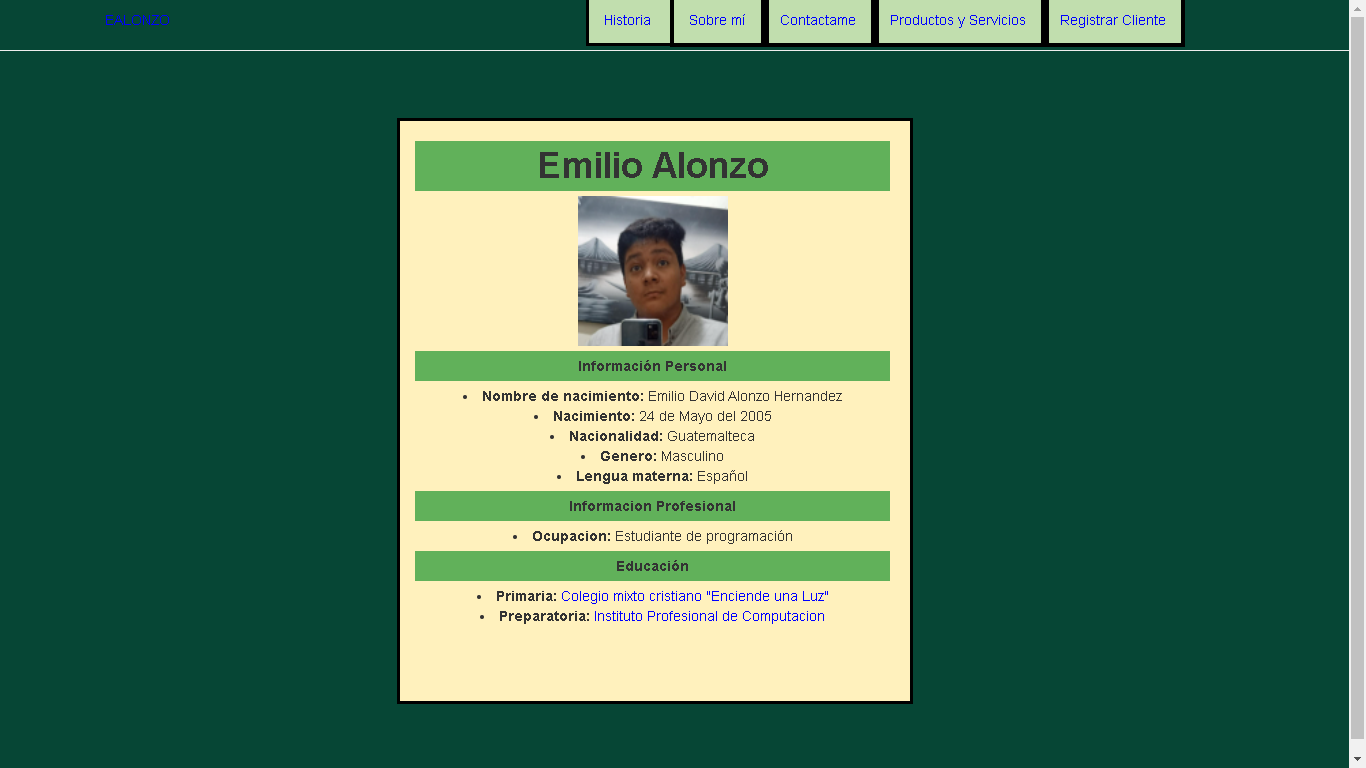 EALONZO
Historia
Sobre mí
Contactame
Productos y Servicios
Registrar Cliente
Emilio Alonzo
Información Personal
• Nombre de nacimiento: Emilio David Alonzo Hernandez
• Nacimiento: 24 de Mayo del 2005
• Nacionalidad: Guatemalteca
• Genero: Masculino
• Lengua materna: Español
Informacion Profesional
• Ocupacion: Estudiante de programación
Educación
• Primaria: Colegio mixto cristiano "Enciende una Luz"
• Preparatoria: Instituto Profesional de Computacion